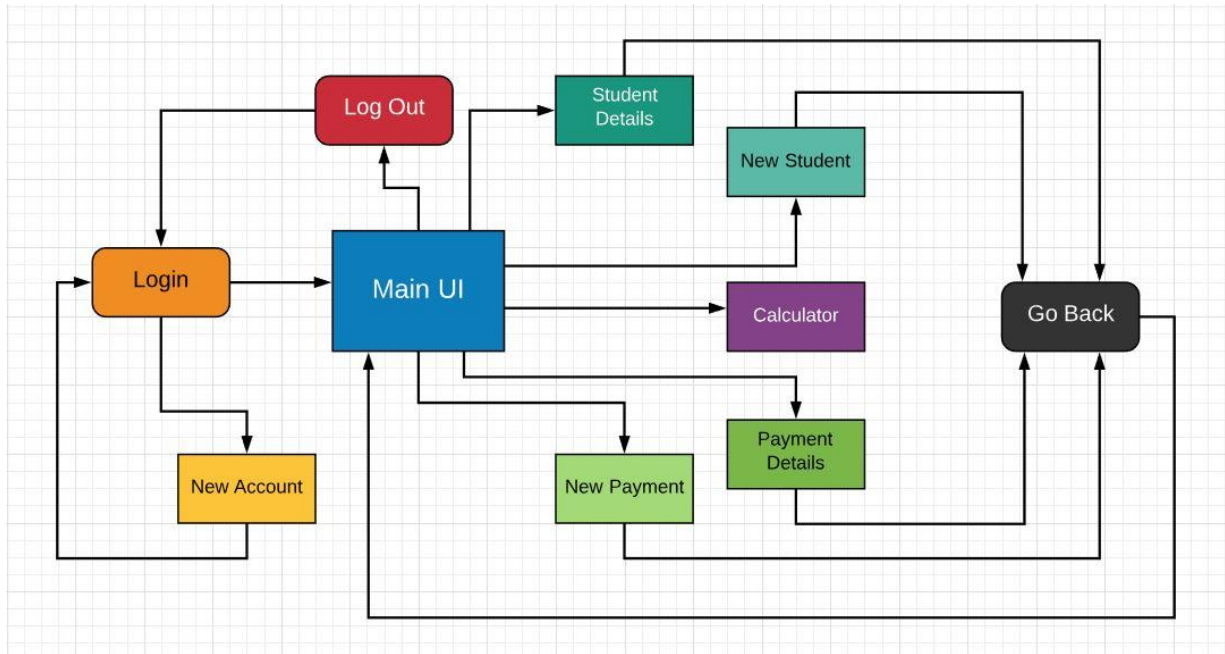 Student
Details
Log Out
New Student
Login
Main UI
Calculator
Go Back
Payment
Details
New Account
New Payment